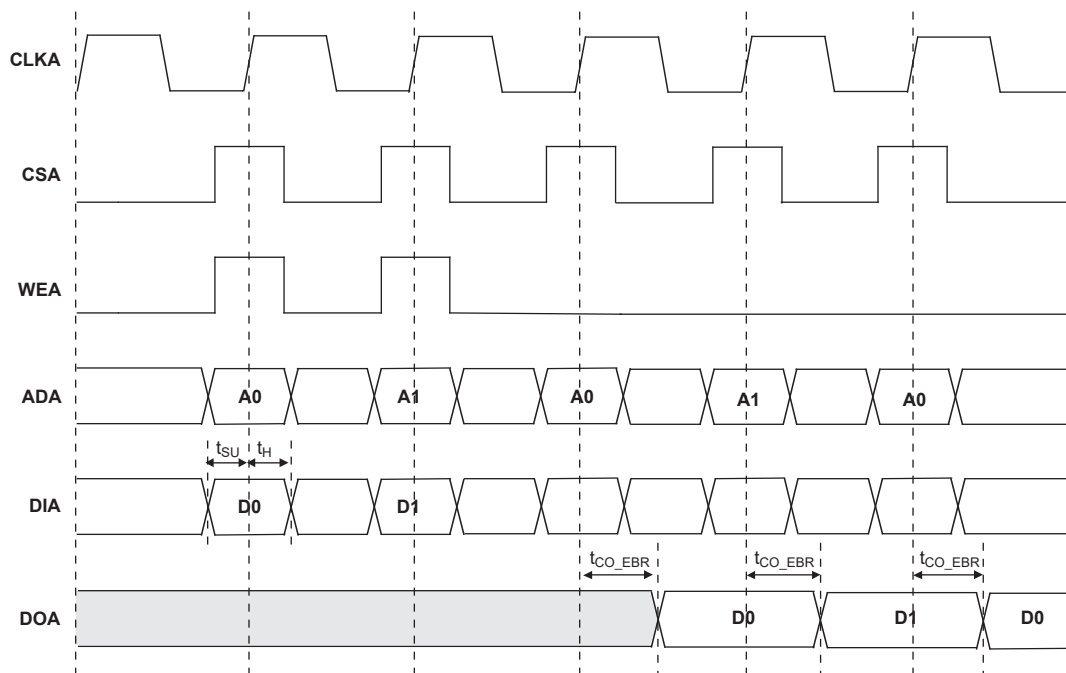 CLKA
CSA
WEA
ADA A0 A1 A0 A1 A0
tSU tH
DIA D0 D1
tCO_EBR tCO_EBR tCO_EBR
DOA D0 D1 D0